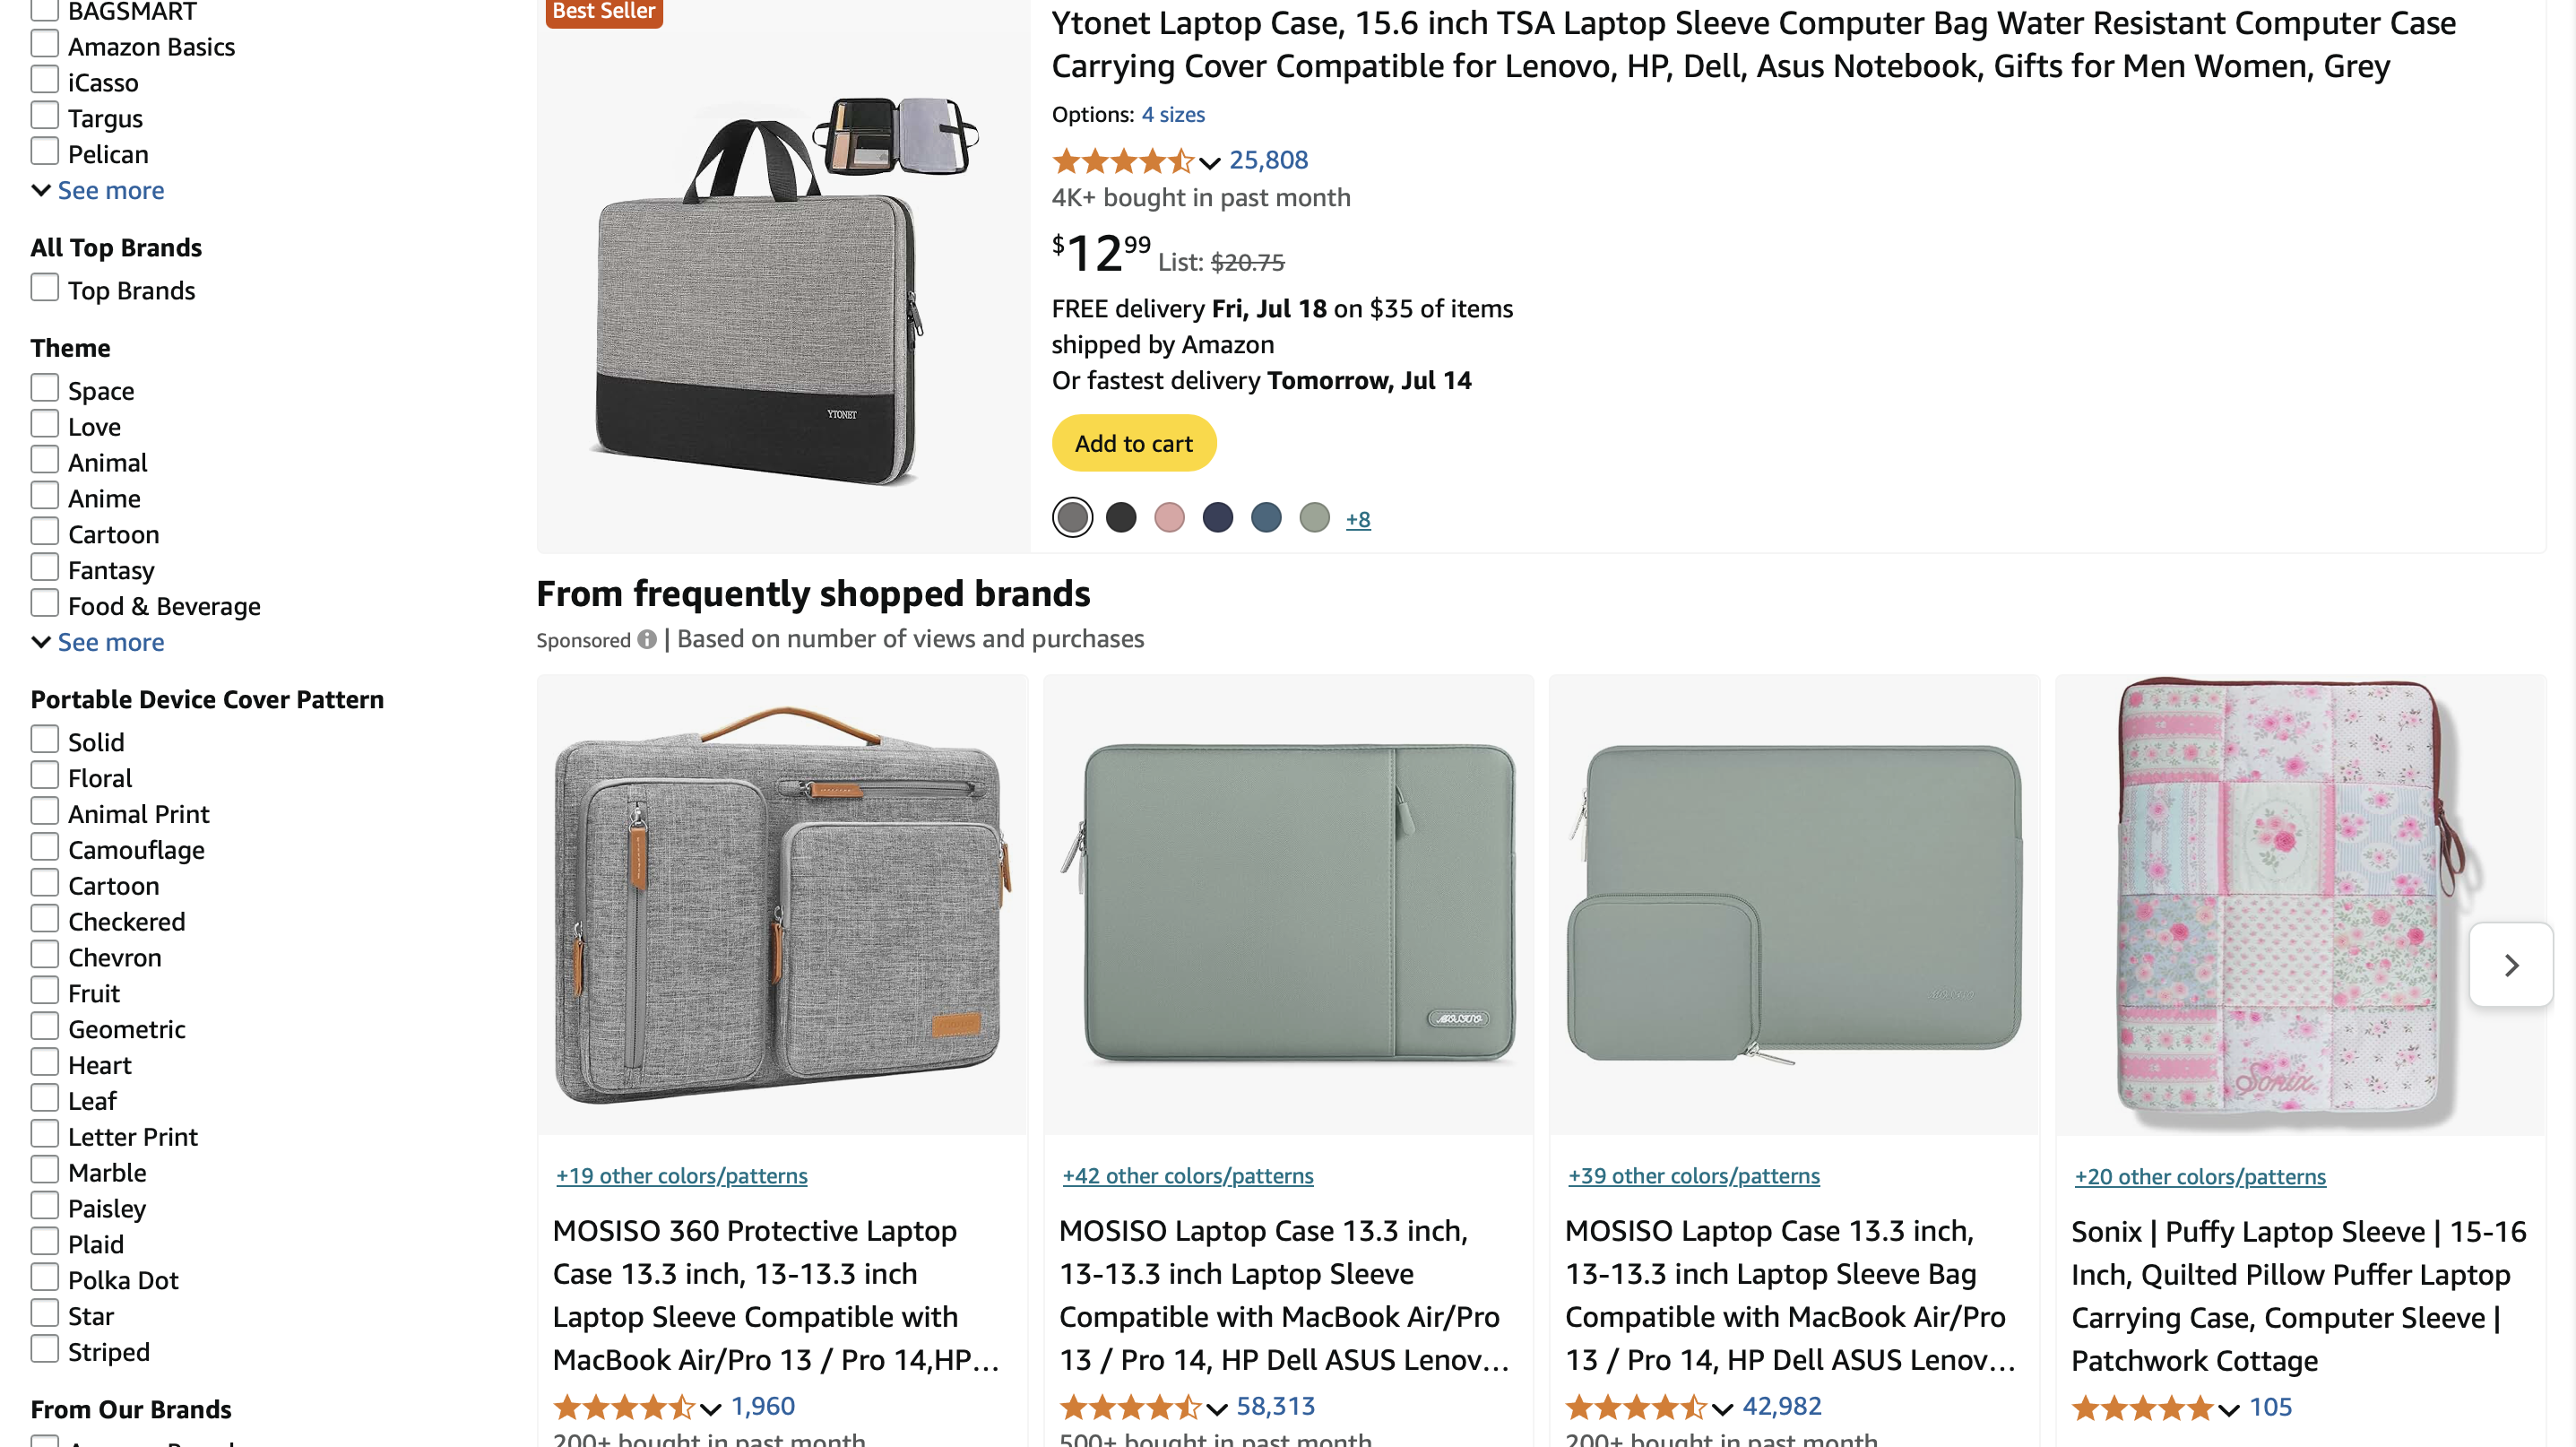 BAGSMART
Amazon Basics
iCasso
Targus
Pelican
See more
All Top Brands
Top Brands
Theme
Space
Love
Animal
Anime
Cartoon
Fantasy
Food & Beverage
See more
Portable Device Cover Pattern
Solid
Floral
Animal Print
Camouflage
Cartoon
Checkered
Chevron
Fruit
Geometric
Heart
Leaf
Letter Print
Marble
Paisley
Plaid
Polka Dot
Star
Striped
From Our Brands
Best Seller
YTONET
Ytonet Laptop Case, 15.6 inch TSA Laptop Sleeve Computer Bag Water Resistant Computer Case
Carrying Cover Compatible for Lenovo, HP, Dell, Asus Notebook, Gifts for Men Women, Grey
Options: 4 sizes
25,808
4K+ bought in past month
$12.99 List: $20.75
FREE delivery Fri, Jul 18 on $35 of items
shipped by Amazon
Or fastest delivery Tomorrow, Jul 14
Add to cart
+8
From frequently shopped brands
Sponsored | Based on number of views and purchases
+19 other colors/patterns
MOSISO 360 Protective Laptop
Case 13.3 inch, 13-13.3 inch
Laptop Sleeve Compatible with
MacBook Air/Pro 13 / Pro 14,HP...
1,960
200+ bought in past month
MOSISO
+42 other colors/patterns
MOSISO Laptop Case 13.3 inch,
13-13.3 inch Laptop Sleeve
Compatible with MacBook Air/Pro
13 / Pro 14, HP Dell ASUS Lenov...
58,313
500+ bought in past month
+39 other colors/patterns
MOSISO Laptop Case 13.3 inch,
13-13.3 inch Laptop Sleeve Bag
Compatible with MacBook Air/Pro
13 / Pro 14, HP Dell ASUS Lenov...
42,982
200+ bought in past month
Sonix
+20 other colors/patterns
Sonix | Puffy Laptop Sleeve | 15-16
Inch, Quilted Pillow Puffer Laptop
Carrying Case, Computer Sleeve |
Patchwork Cottage
105